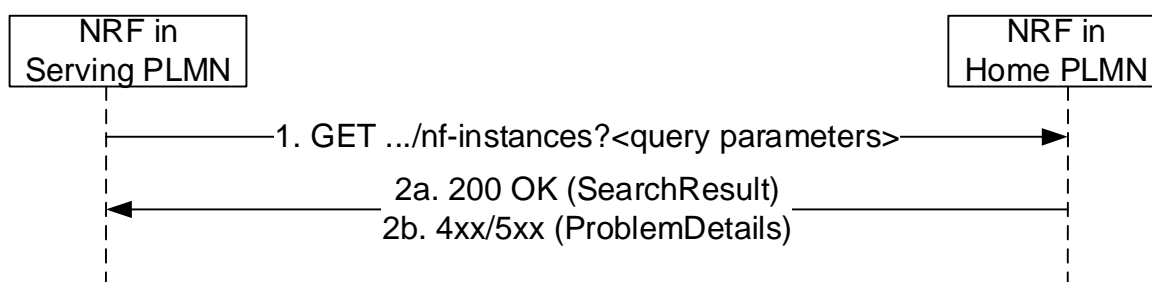 NRF in
Serving PLMN
NRF in
Home PLMN
1. GET .../nf-instances?<query parameters>
2a. 200 OK (SearchResult)
2b. 4xx/5xx (ProblemDetails)